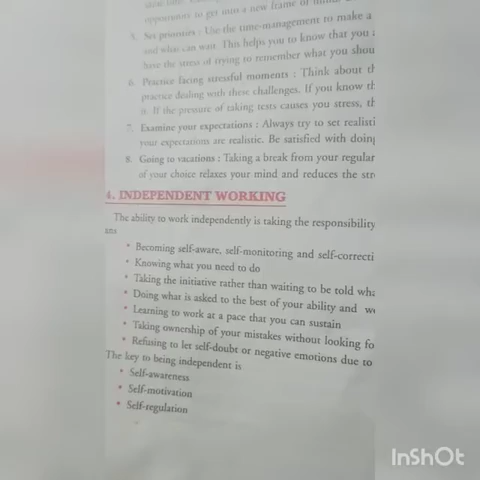 opportunity to get into a new frame of
5. Set priorities : Use the time-management to make a
and what can wait. This helps you to know that you
have the stress of trying to remember what you shou
6. Practice facing stressful moments : Think about th
practice dealing with these challenges. If you know th
it. If the pressure of taking tests causes you stress, th
7. Examine your expectations : Always try to set realisti
your expectations are realistic. Be satisfied with doing
8. Going to vacations : Taking a break from your regular
of your choice relaxes your mind and reduces the stre
4. INDEPENDENT WORKING
The ability to work independently is taking the responsibility
ans
• Becoming self-aware, self-monitoring and self-correcti
• Knowing what you need to do
• Taking the initiative rather than waiting to be told wha
• Doing what is asked to the best of your ability and we
• Learning to work at a pace that you can sustain
• Taking ownership of your mistakes without looking fo
• Refusing to let self-doubt or negative emotions due to
The key to being independent is
• Self-awareness
• Self-motivation
• Self-regulation
InShOt